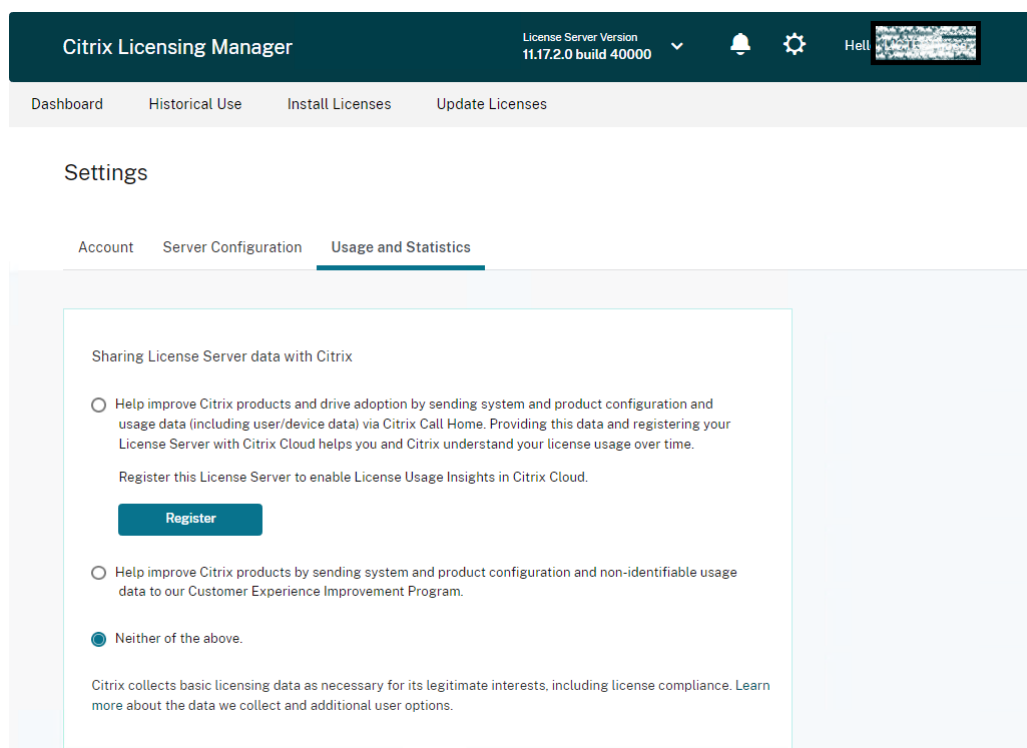 Citrix Licensing Manager
License Server Version
11.17.2.0 build 40000
Dashboard
Historical Use
Install Licenses
Update Licenses
Settings
Account
Server Configuration
Usage and Statistics
Sharing License Server data with Citrix
Help improve Citrix products and drive adoption by sending system and product configuration and
usage data (including user/device data) via Citrix Call Home. Providing this data and registering your
License Server with Citrix Cloud helps you and Citrix understand your license usage over time.
Register this License Server to enable License Usage Insights in Citrix Cloud.
Register
Help improve Citrix products by sending system and product configuration and non-identifiable usage
data to our Customer Experience Improvement Program.
Neither of the above.
Citrix collects basic licensing data as necessary for its legitimate interests, including license compliance. Learn
more about the data we collect and additional user options.